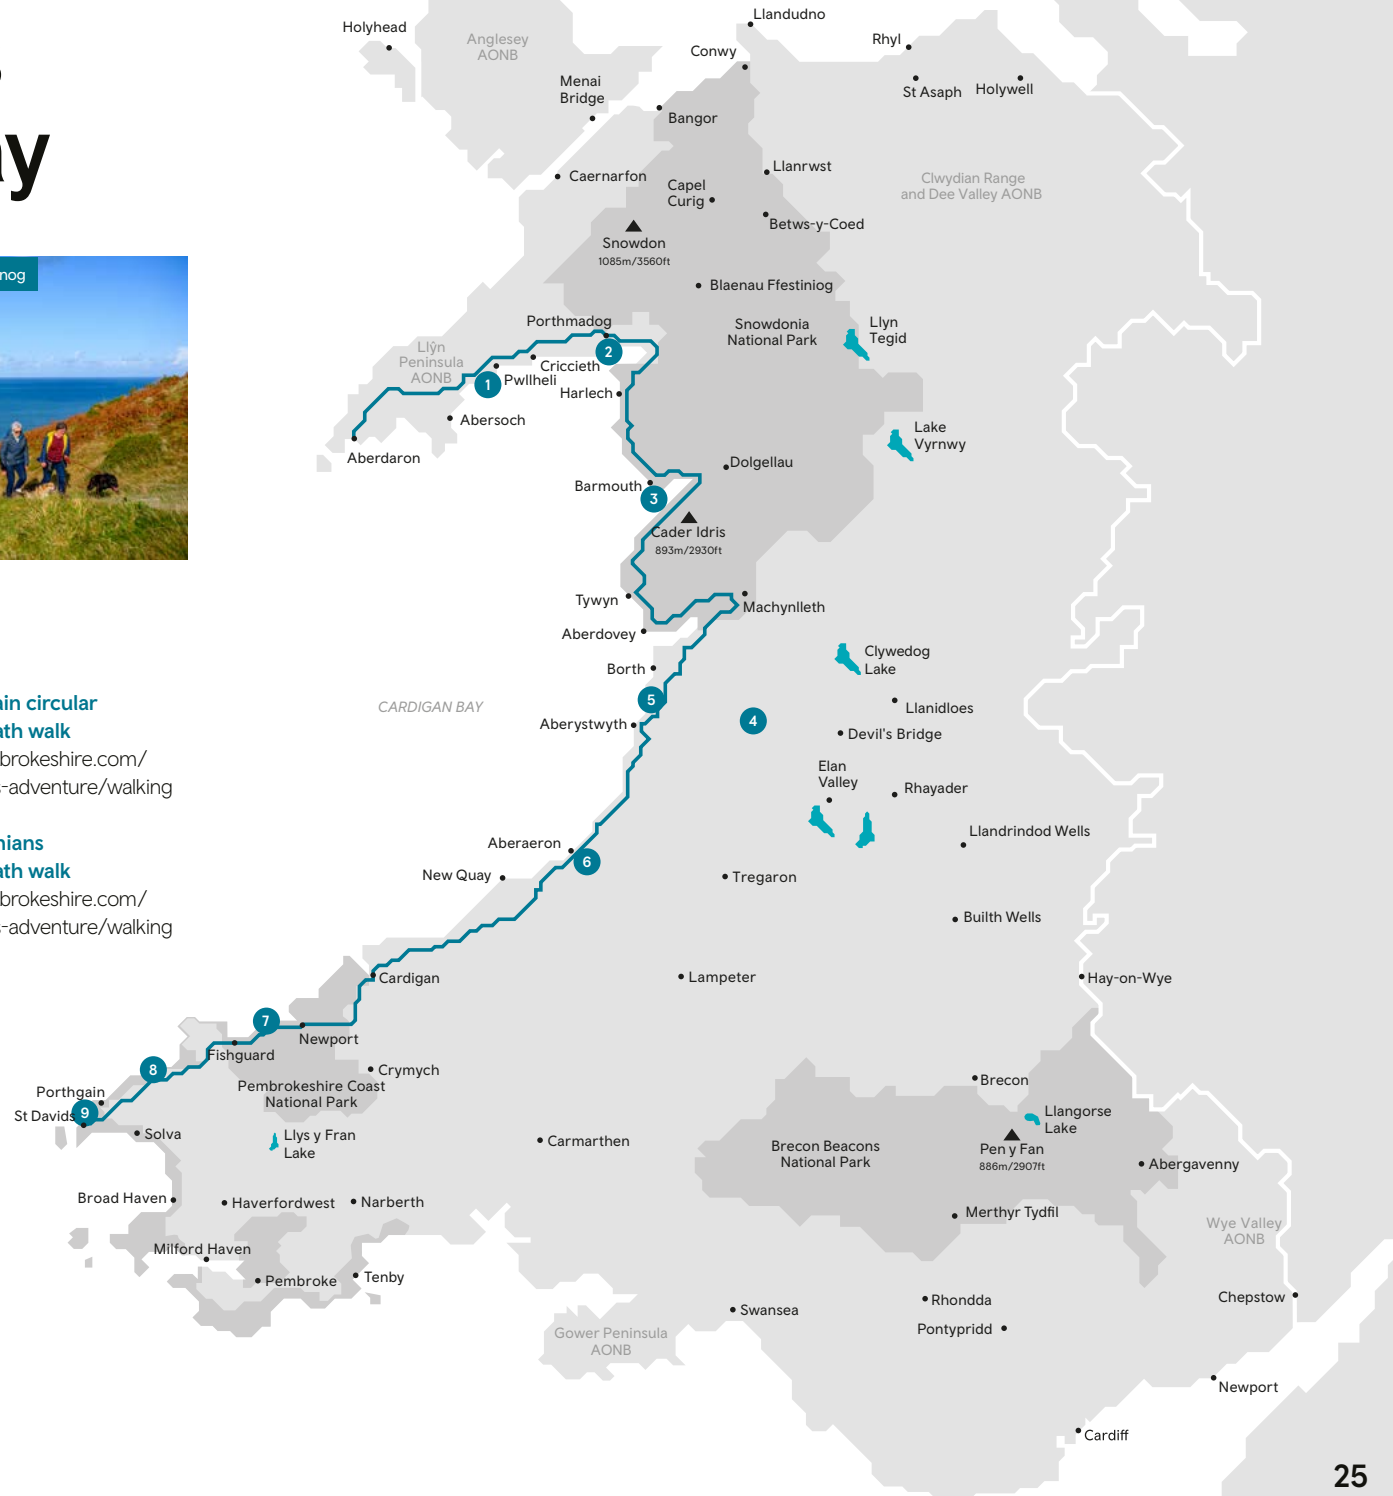 ay
nog
ain circular
ath walk
brokeshire.com/
s-adventure/walking
nians
ath walk
brokeshire.com/
s-adventure/walking
Llandudno
Holyhead
Anglesey
AONB
Conwy
Rhyl
Menai
Bridge
St Asaph
Holywell
Bangor
Caernarfon
Llanrwst
Capel
Curig
Clwydian Range
and Dee Valley AONB
Betws-y-Coed
Snowdon
1085m/3560ft
Blaenau Ffestiniog
Porthmadog
Snowdonia
National Park
Llyn
Tegid
Llŷn
Peninsula
AONB
2
Criccieth
1
Pwllheli
Harlech
Abersoch
Lake
Vyrnwy
Aberdaron
Dolgellau
Barmouth
3
Cader Idris
893m/2930ft
Tywyn
Machynlleth
Aberdovey
Borth
Clywedog
Lake
5
CARDIGAN BAY
Llanidloes
Aberystwyth
4
Devil's Bridge
Elan
Valley
Rhayader
Llandrindod Wells
Aberaeron
6
New Quay
Tregaron
Builth Wells
Cardigan
Lampeter
Hay-on-Wye
7
Newport
Fishguard
8
Crymych
Pembrokeshire Coast
National Park
Brecon
Porthgain
St Davids
9
Llangorse
Lake
Solva
Llys y Fran
Lake
Carmarthen
Brecon Beacons
National Park
Pen y Fan
886m/2907ft
Abergavenny
Broad Haven
Haverfordwest
Narberth
Merthyr Tydfil
Wye Valley
AONB
Milford Haven
Pembroke
Tenby
Rhondda
Chepstow
Swansea
Pontypridd
Gower Peninsula
AONB
Newport
Cardiff
25